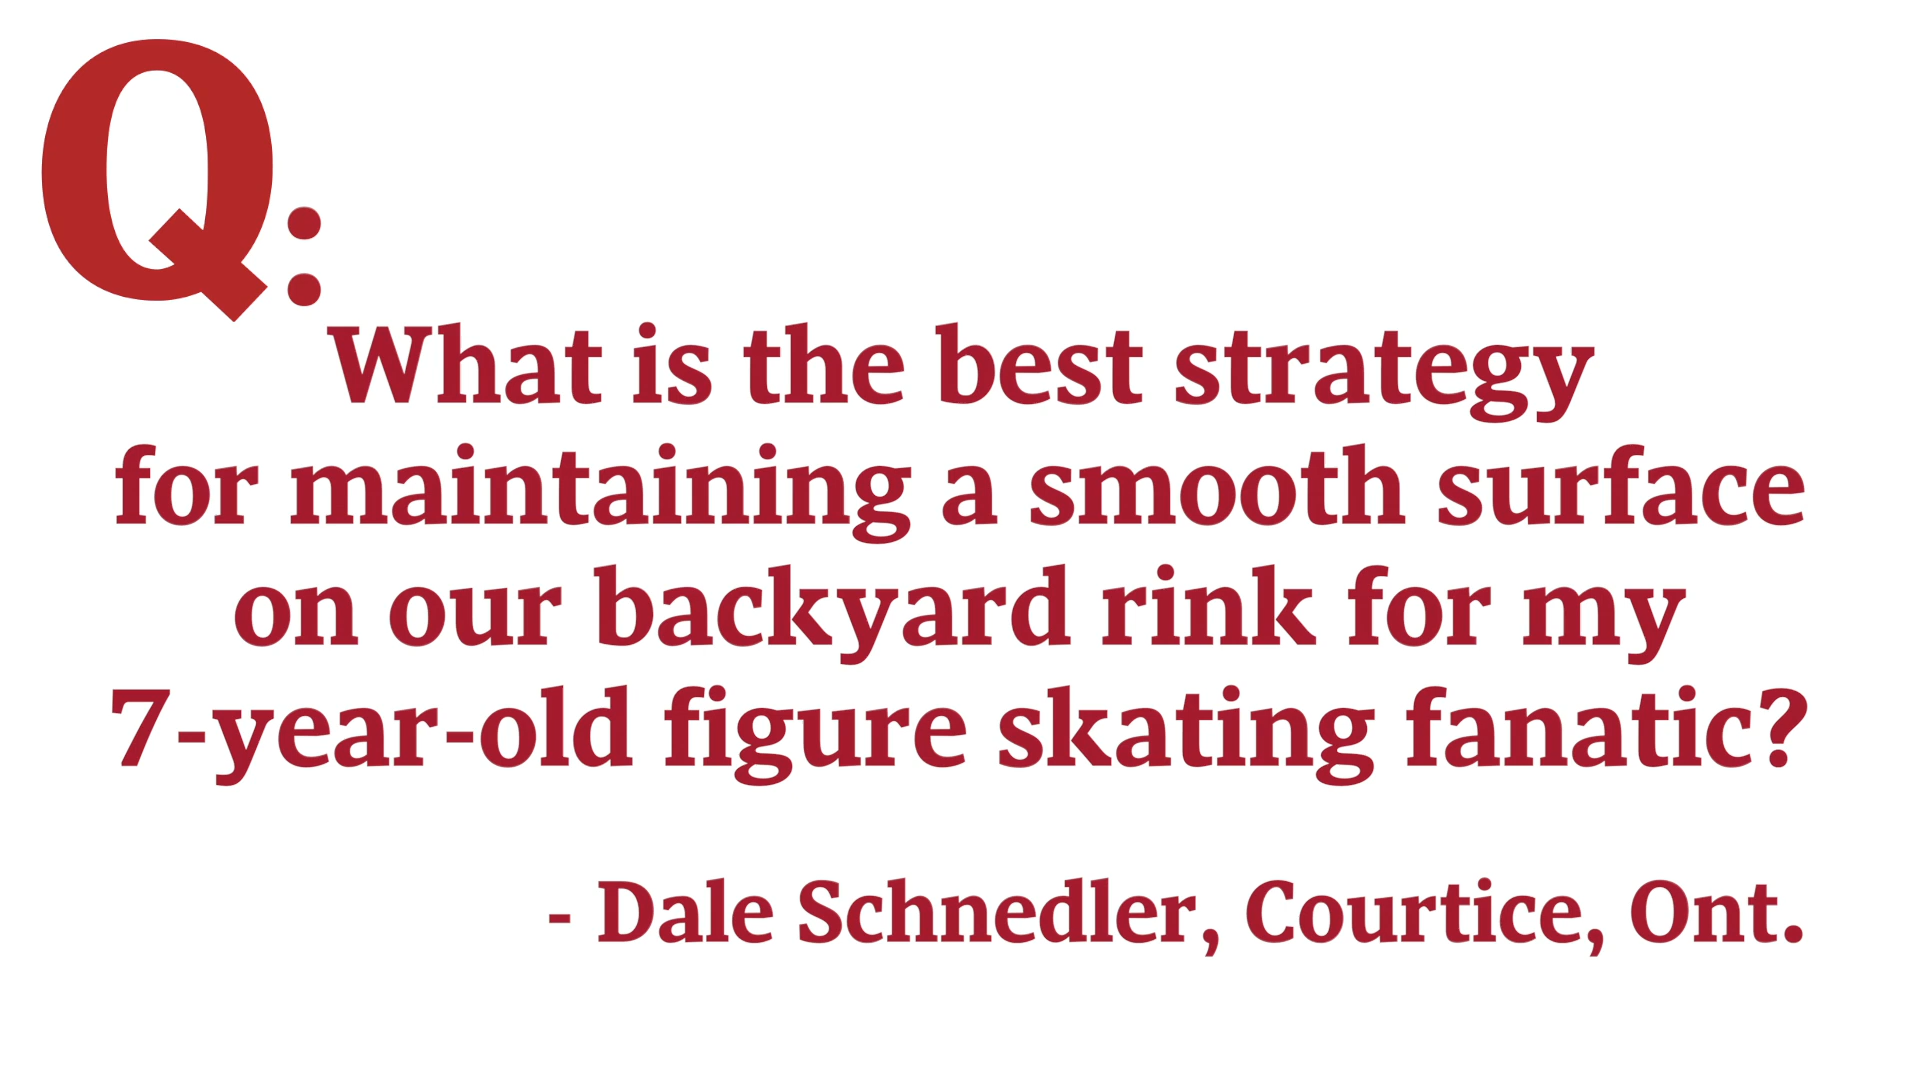 Q:
What is the best strategy
for maintaining a smooth surface
on our backyard rink for my
7-year-old figure skating fanatic?
- Dale Schnedler, Courtice, Ont.